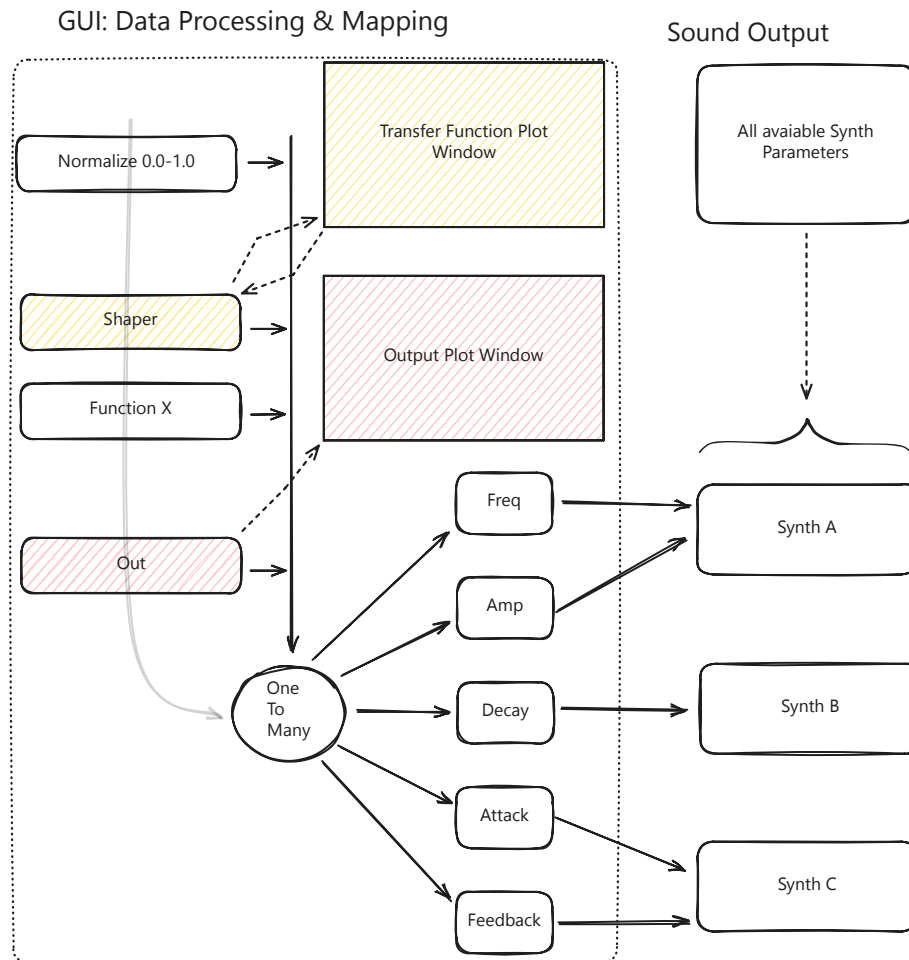 GUI: Data Processing & Mapping
Sound Output
Transfer Function Plot
Window
All avaiable Synth
Parameters
Normalize 0.0-1.0
Shaper
Output Plot Window
Function X
Freq
Synth A
Out
Amp
One
To
Many
Decay
Synth B
Attack
Synth C
Feedback